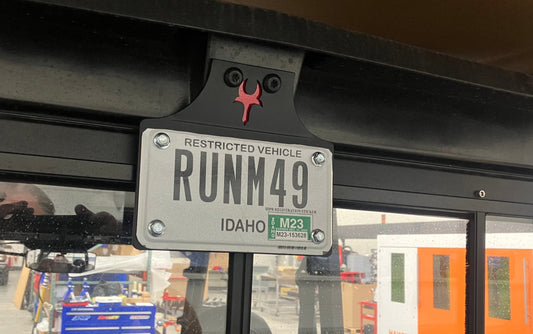 RESTRICTED VEHICLE
RUNM49
IDAHO
M23
M23-153628